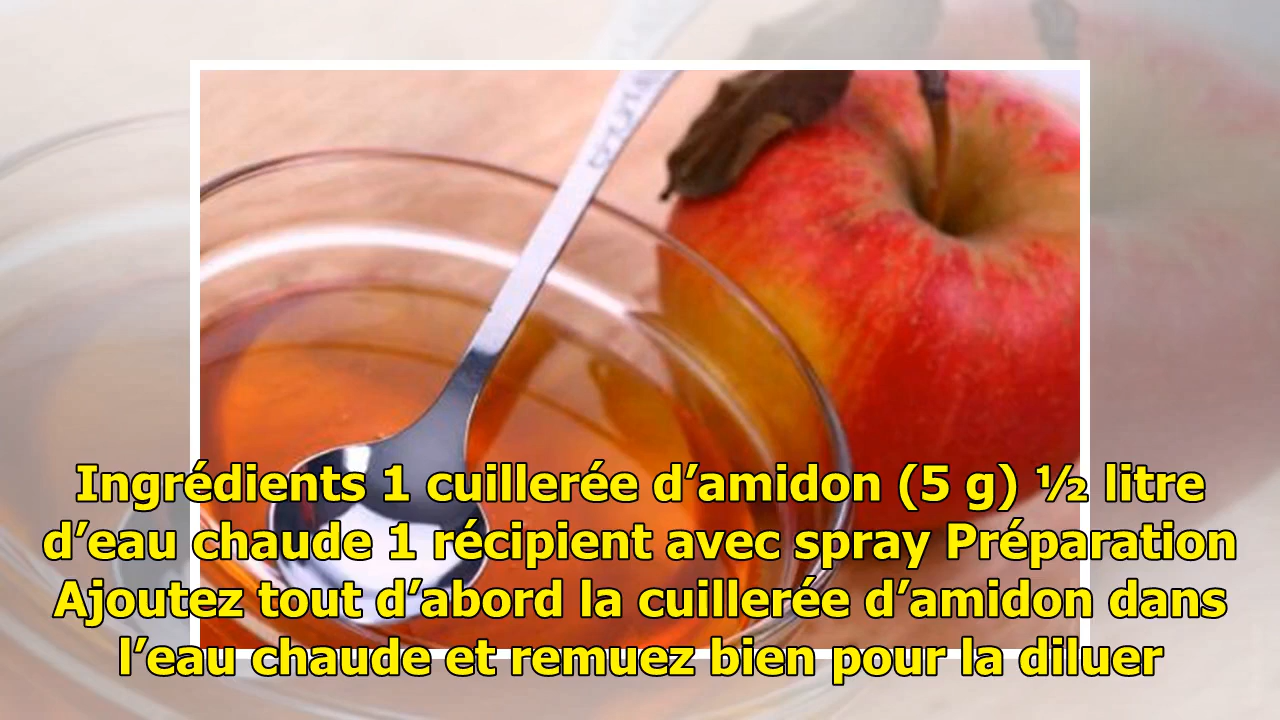 Ingrédients 1 cuillerée d’amidon (5 g) ½ litre
d’eau chaude 1 récipient avec spray Préparation
Ajoutez tout d’abord la cuillerée d’amidon dans
l’eau chaude et remuez bien pour la diluer